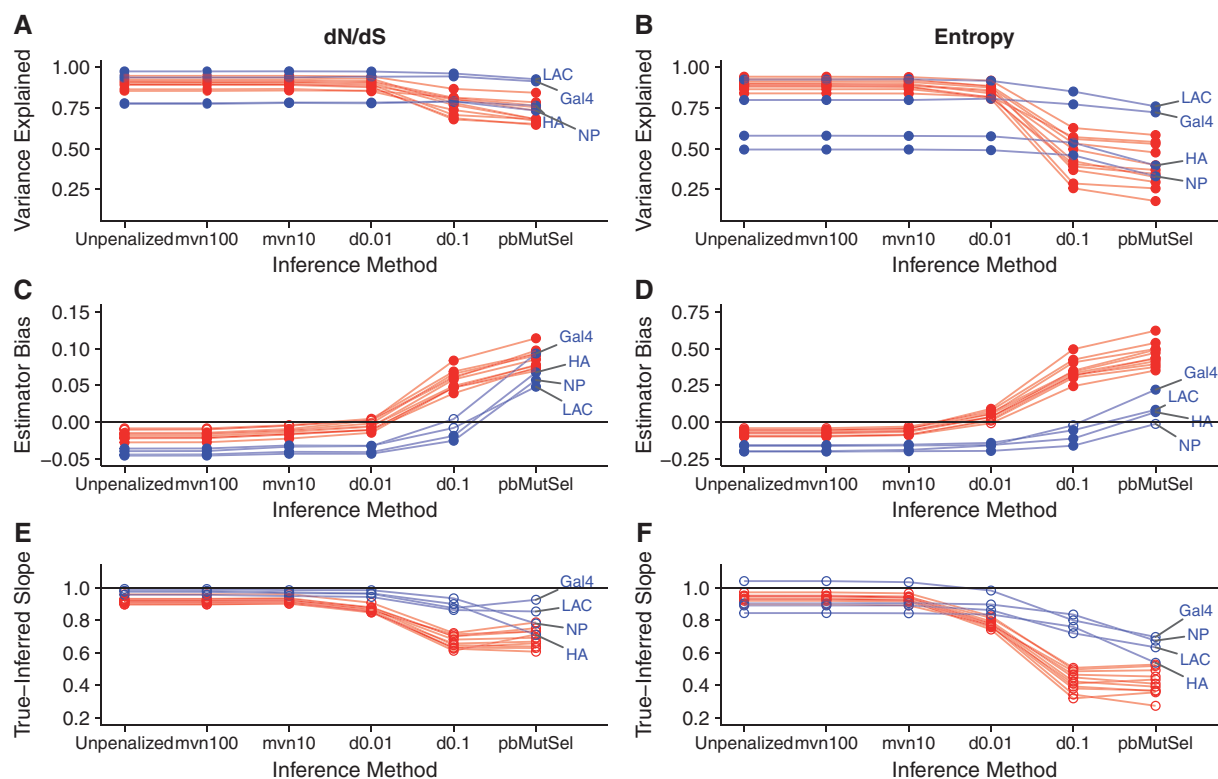 A
dN/dS
Variance Explained
1.00
0.75
0.50
0.25
LAC
Gal4
HA
NP
Unpenalized mvn100 mvn10 d0.01 d0.1 pbMutSel
Inference Method
B
Entropy
Variance Explained
1.00
0.75
0.50
0.25
LAC
Gal4
HA
NP
Unpenalized mvn100 mvn10 d0.01 d0.1 pbMutSel
Inference Method
C
Estimator Bias
0.15
0.10
0.05
0.00
−0.05
Gal4
HA
NP
LAC
Unpenalized mvn100 mvn10 d0.01 d0.1 pbMutSel
Inference Method
D
Estimator Bias
0.75
0.50
0.25
0.00
−0.25
Gal4
LAC
HA
NP
Unpenalized mvn100 mvn10 d0.01 d0.1 pbMutSel
Inference Method
E
True−Inferred Slope
1.0
0.8
0.6
0.4
0.2
Gal4
LAC
NP
HA
Unpenalized mvn100 mvn10 d0.01 d0.1 pbMutSel
Inference Method
F
True−Inferred Slope
1.0
0.8
0.6
0.4
0.2
Gal4
NP
LAC
HA
Unpenalized mvn100 mvn10 d0.01 d0.1 pbMutSel
Inference Method